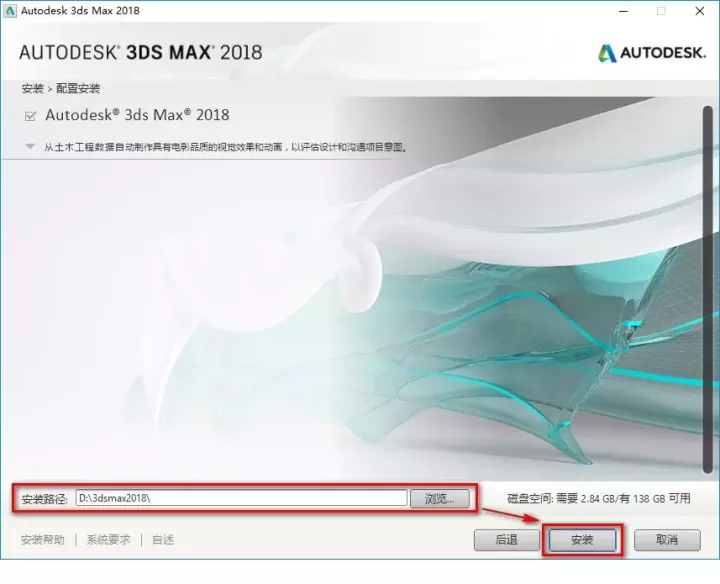 Autodesk 3ds Max 2018
AUTODESK® 3DS MAX® 2018
AUTODESK.
安装 > 配置安装
Autodesk® 3ds Max® 2018
从土木工程数据自动制作具有电影品质的视觉效果和动画，以评估设计和沟通项目意图。
安装路径: D:\3dsmax2018\ 浏览... 磁盘空间: 需要 2.84 GB/有 138 GB 可用
安装帮助 | 系统要求 | 自述 后退 安装 取消